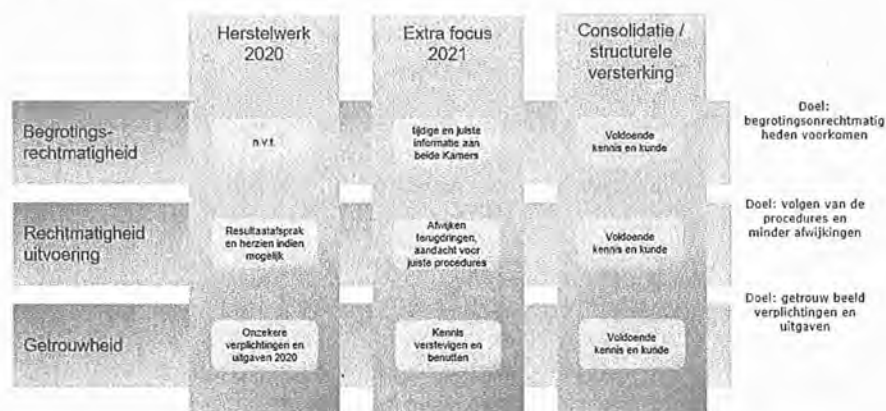 Herstelwerk
2020
Extra focus
2021
Consolidatie /
structurele
versterking
Begrotings-
rechtmatigheid
n.v.t.
tijdige en juiste
informatie aan
beide Kamers
Voldoende
kennis en kunde
Doel:
begrotingsonrechtmatig
heden voorkomen
Rechtmatigheid
uitvoering
Resultaatafsprak
en herzien indien
mogelijk
Afwijken
terugdringen,
aandacht voor
juiste procedures
Voldoende
kennis en kunde
Doel: volgen van de
procedures en
minder afwijkingen
Getrouwheid
Onzekere
verplichtingen en
uitgaven 2020
Kennis
verstevigen en
benutten
Voldoende
kennis en kunde
Doel: getrouw beeld
verplichtingen en
uitgaven